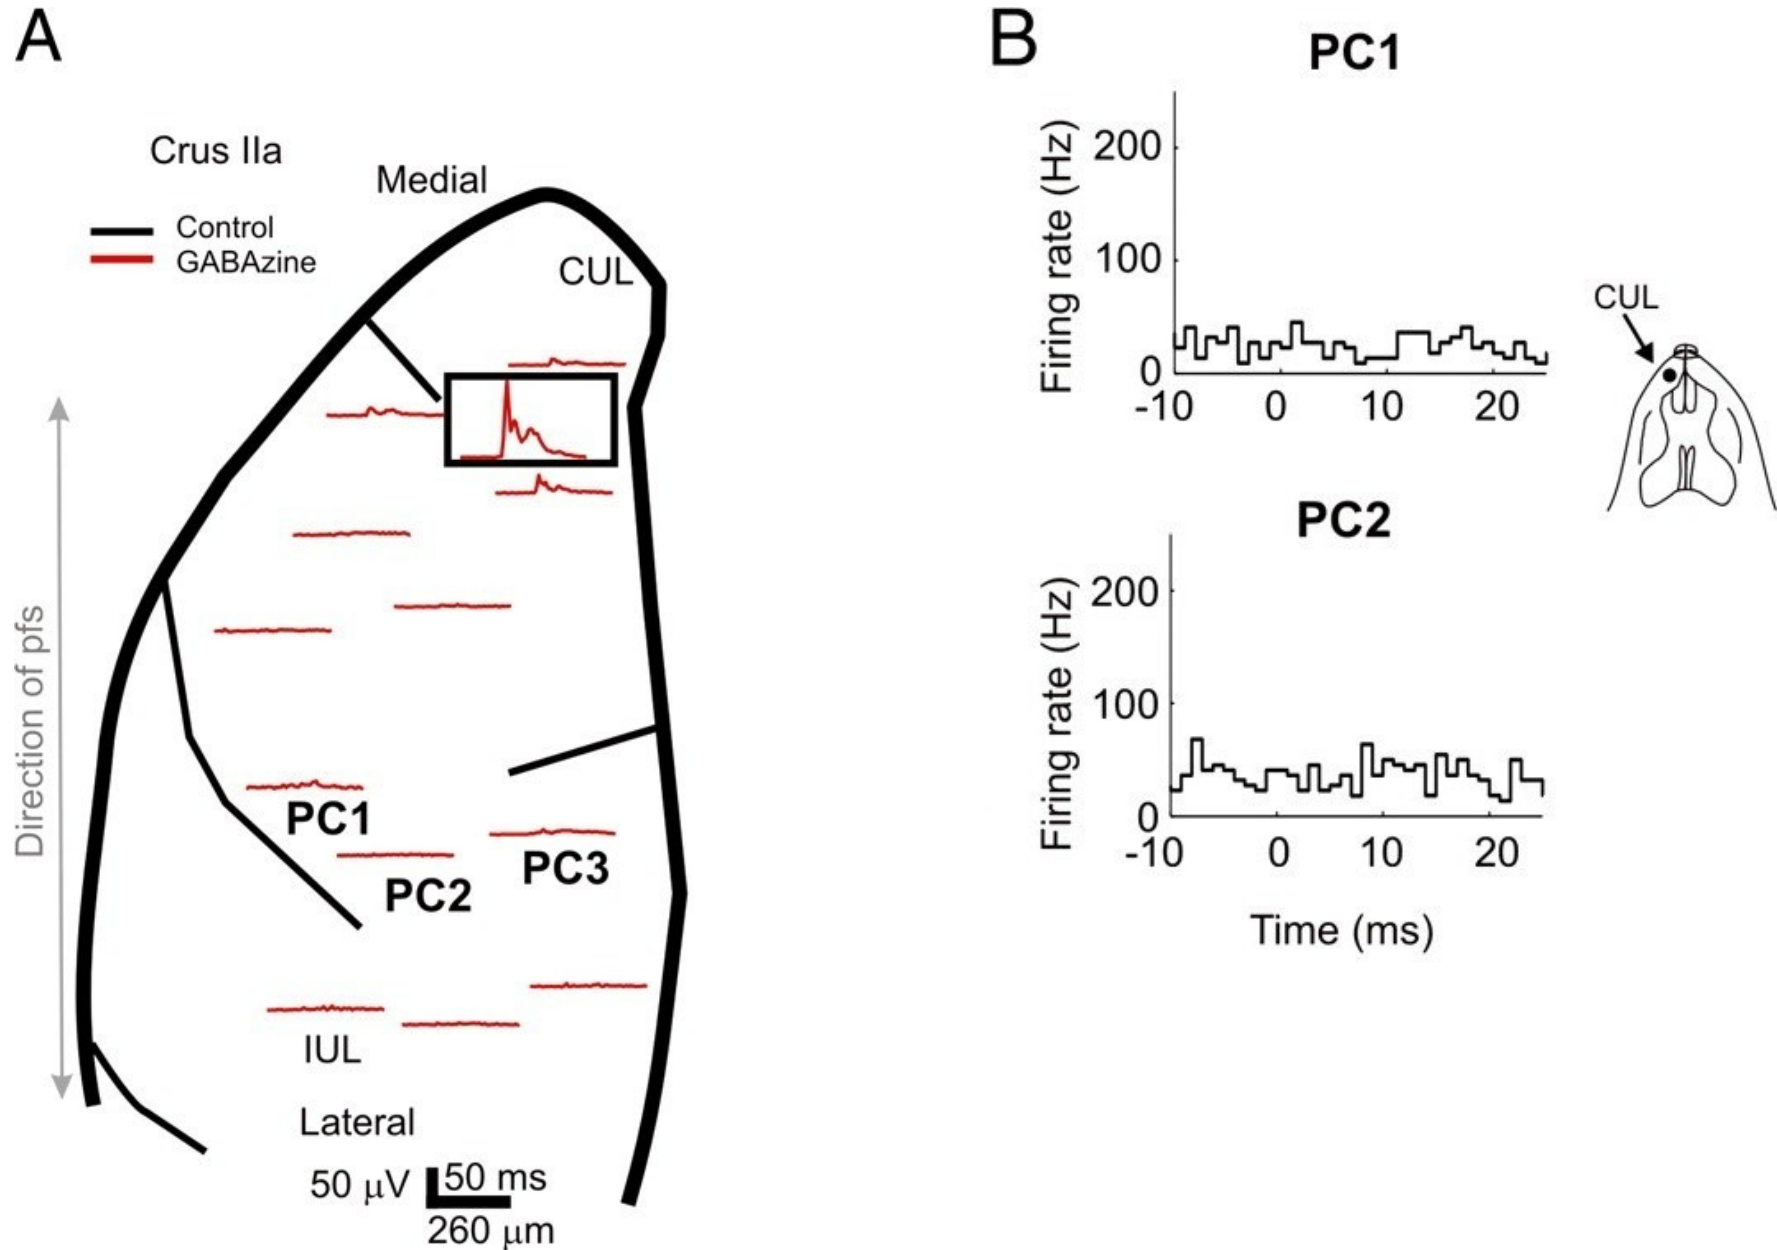 A
Crus IIa
Control
GABAzine
Medial
CUL
Direction of pfs
PC1
PC2
PC3
IUL
Lateral
50 μV
50 ms
260 μm
B
PC1
Firing rate (Hz)
200
100
0
-10 0 10 20
CUL
PC2
Firing rate (Hz)
200
100
0
-10 0 10 20
Time (ms)